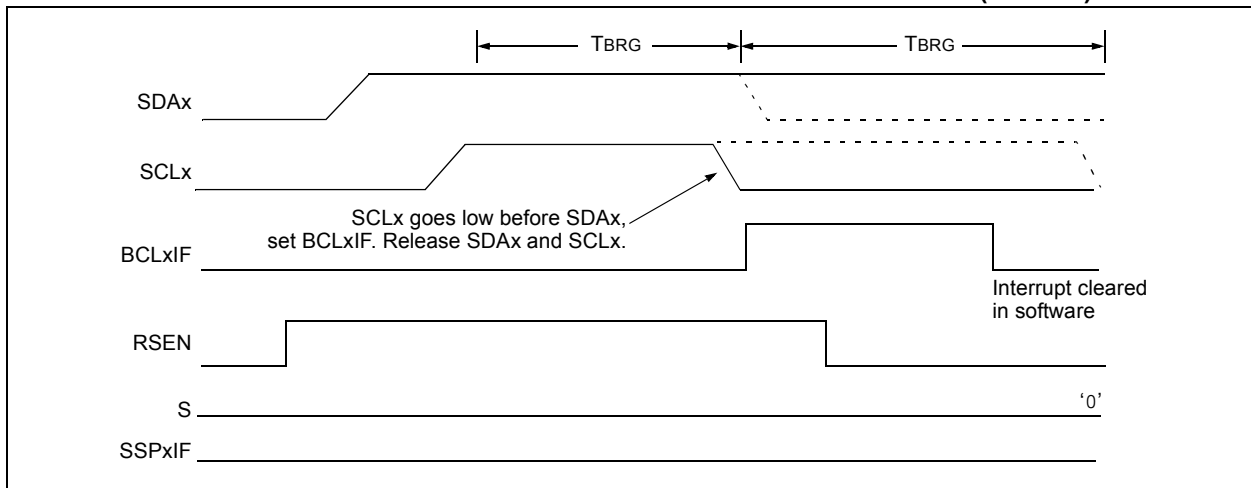 TBRG TBRG
SDAx
SCLx
SCLx goes low before SDAx,
set BCLxIF. Release SDAx and SCLx.
BCLxIF
Interrupt cleared
in software
RSEN
S '0'
SSPxIF